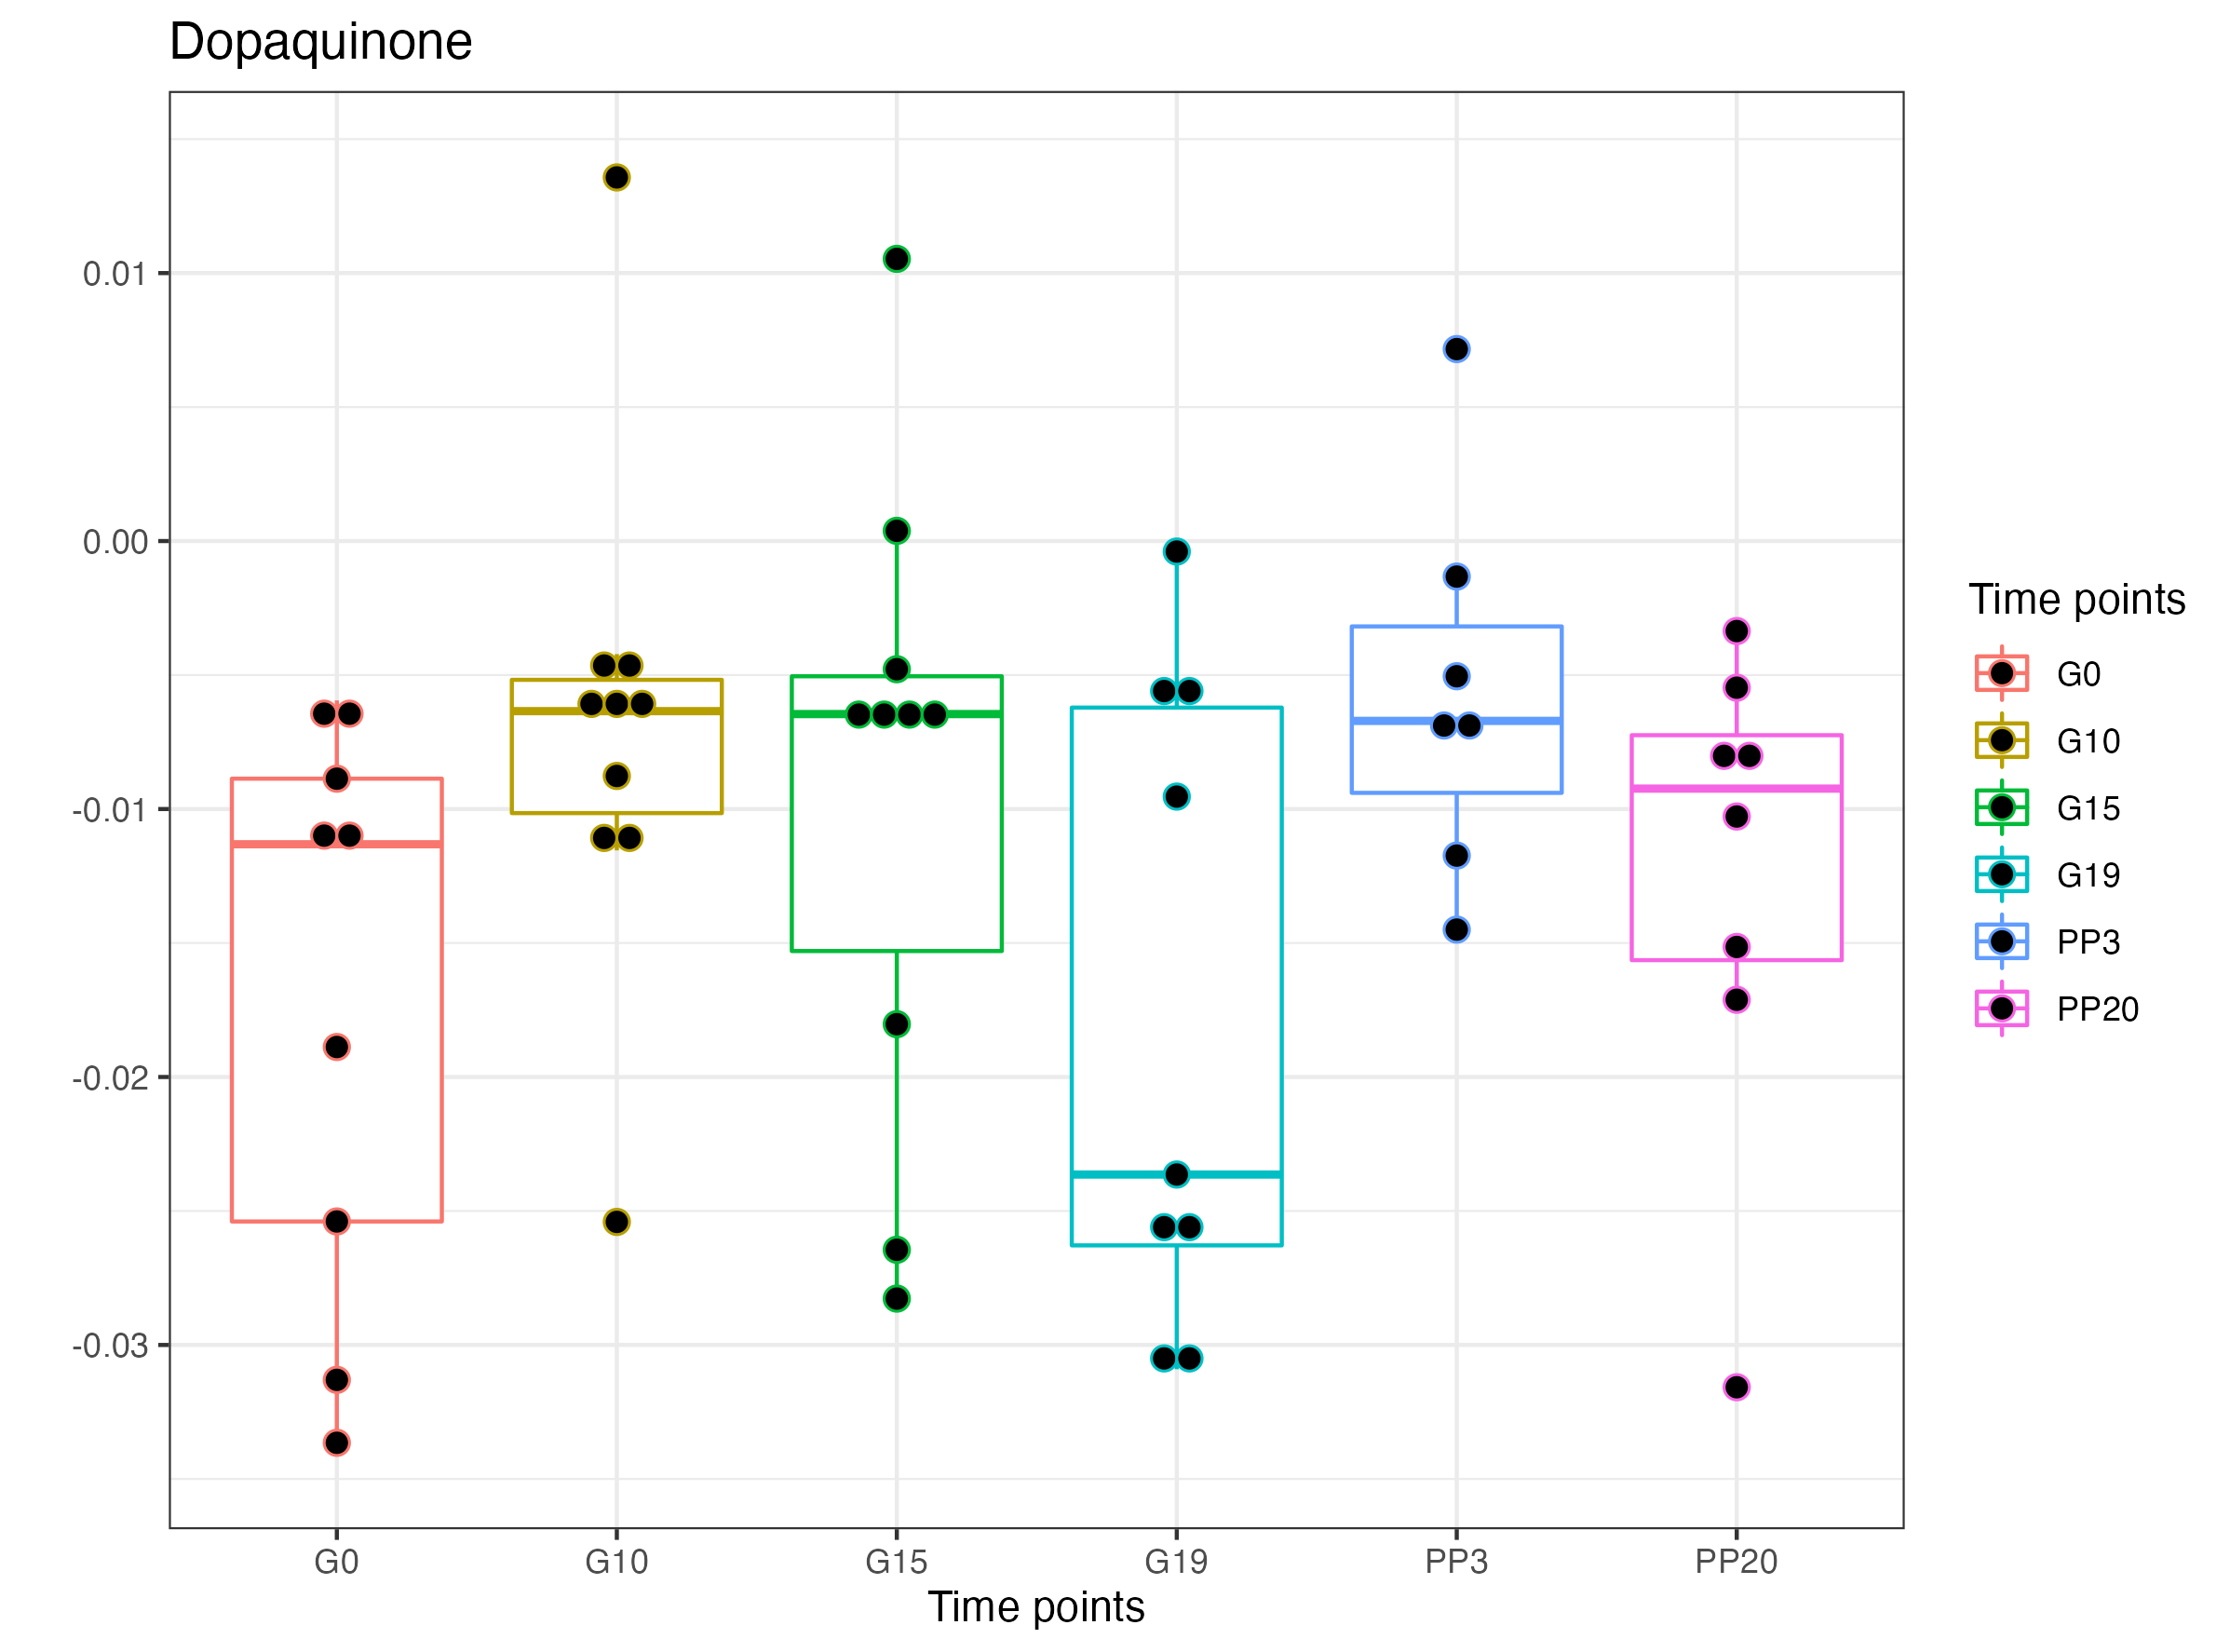 Dopaquinone
0.01
0.00
-0.01
-0.02
-0.03
G0 G10 G15 G19 PP3 PP20
Time points
Time points
G0
G10
G15
G19
PP3
PP20